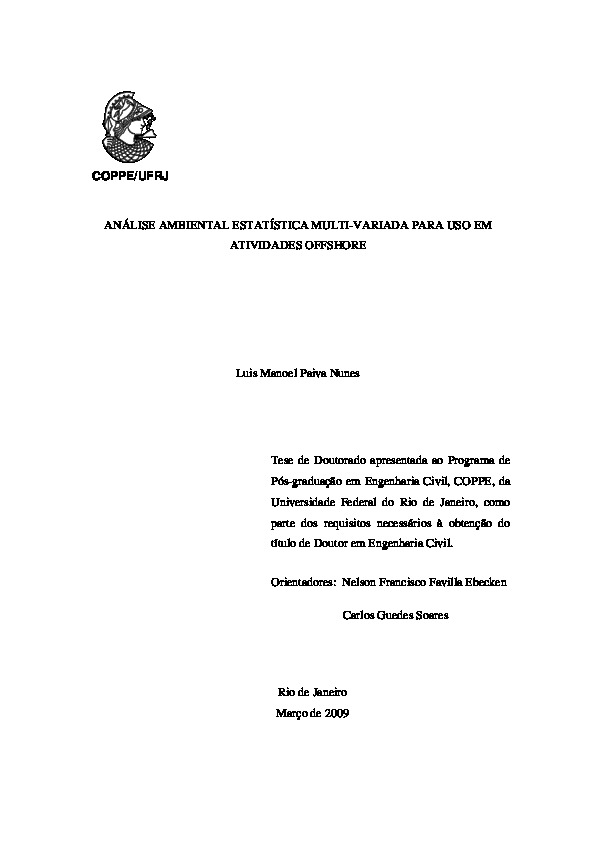 COPPE/UFRJ
ANÁLISE AMBIENTAL ESTATÍSTICA MULTI-VARIADA PARA USO EM
ATIVIDADES OFFSHORE
Luis Manoel Paiva Nunes
Tese de Doutorado apresentada ao Programa de
Pós-graduação em Engenharia Civil, COPPE, da
Universidade Federal do Rio de Janeiro, como
parte dos requisitos necessários à obtenção do
título de Doutor em Engenharia Civil.
Orientadores: Nelson Francisco Favilla Ebecken
Carlos Guedes Soares
Rio de Janeiro
Março de 2009